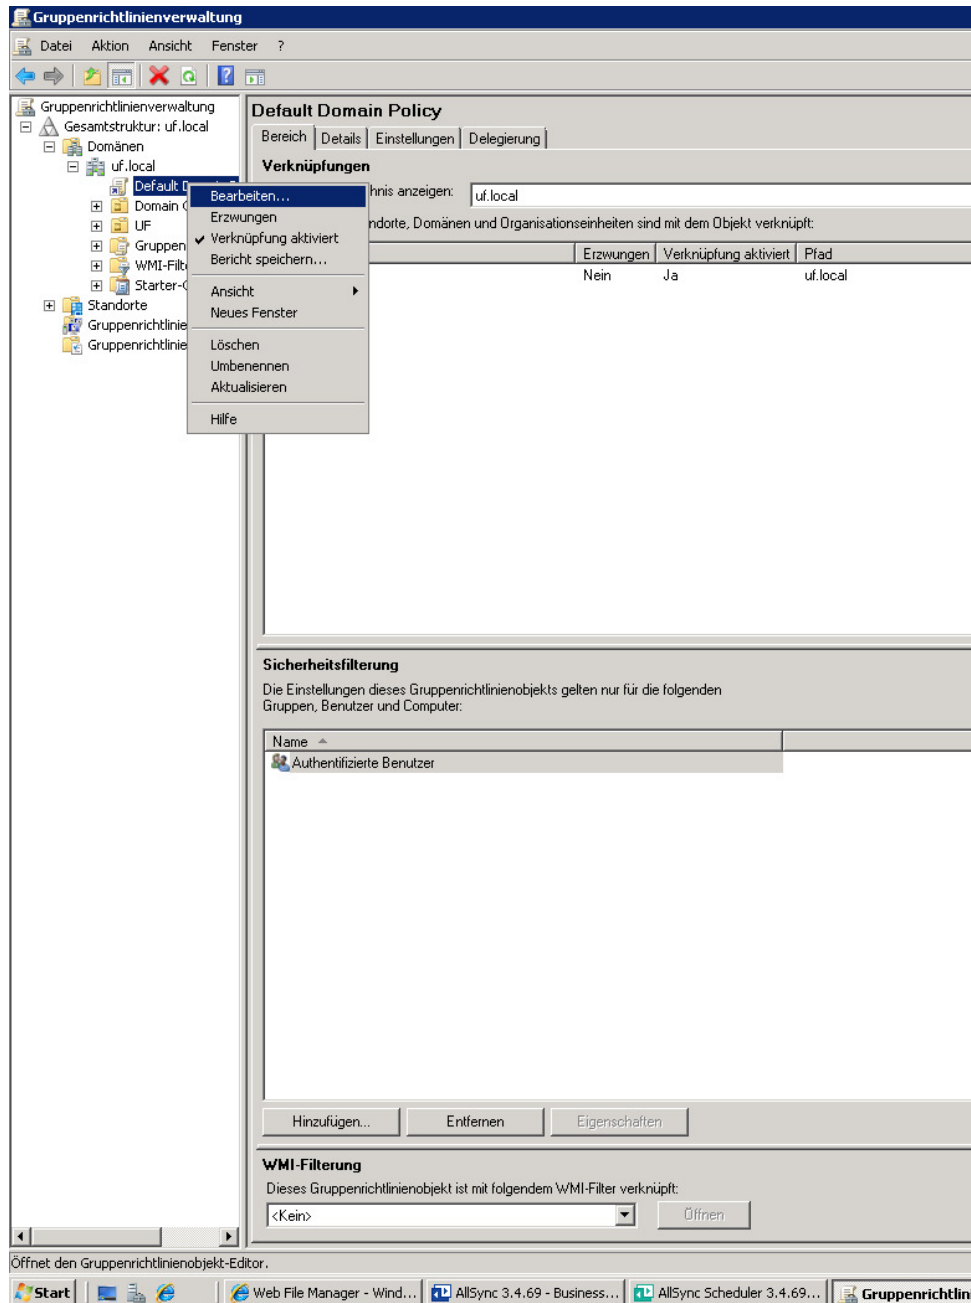 Gruppenrichtlinienverwaltung
Datei Aktion Ansicht Fenster ?
Gruppenrichtlinienverwaltung
Gesamtstruktur: uf.local
Domänen
uf.local
Default
Domain
UF
Gruppen
WMI-Filt
Starter-
Standorte
Gruppenrichtlinie
Gruppenrichtlinie
Bearbeiten...
Erzwungen
Verknüpfung aktiviert
Bericht speichern...
Ansicht
Neues Fenster
Löschen
Umbenennen
Aktualisieren
Hilfe
Default Domain Policy
Bereich Details Einstellungen Delegierung
Verknüpfungen
hnis anzeigen: uf.local
ndorte, Domänen und Organisationseinheiten sind mit dem Objekt verknüpft:
Erzwungen Verknüpfung aktiviert Pfad
Nein Ja uf.local
Sicherheitsfilterung
Die Einstellungen dieses Gruppenrichtlinienobjekts gelten nur für die folgenden
Gruppen, Benutzer und Computer:
Name
Authentifizierte Benutzer
Hinzufügen... Entfernen Eigenschaften
WMI-Filterung
Dieses Gruppenrichtlinienobjekt ist mit folgendem WMI-Filter verknüpft:
<Kein> Öffnen
Öffnet den Gruppenrichtlinienobjekt-Editor.
Start Web File Manager - Wind... AllSync 3.4.69 - Business... AllSync Scheduler 3.4.69... Gruppenrichtlin